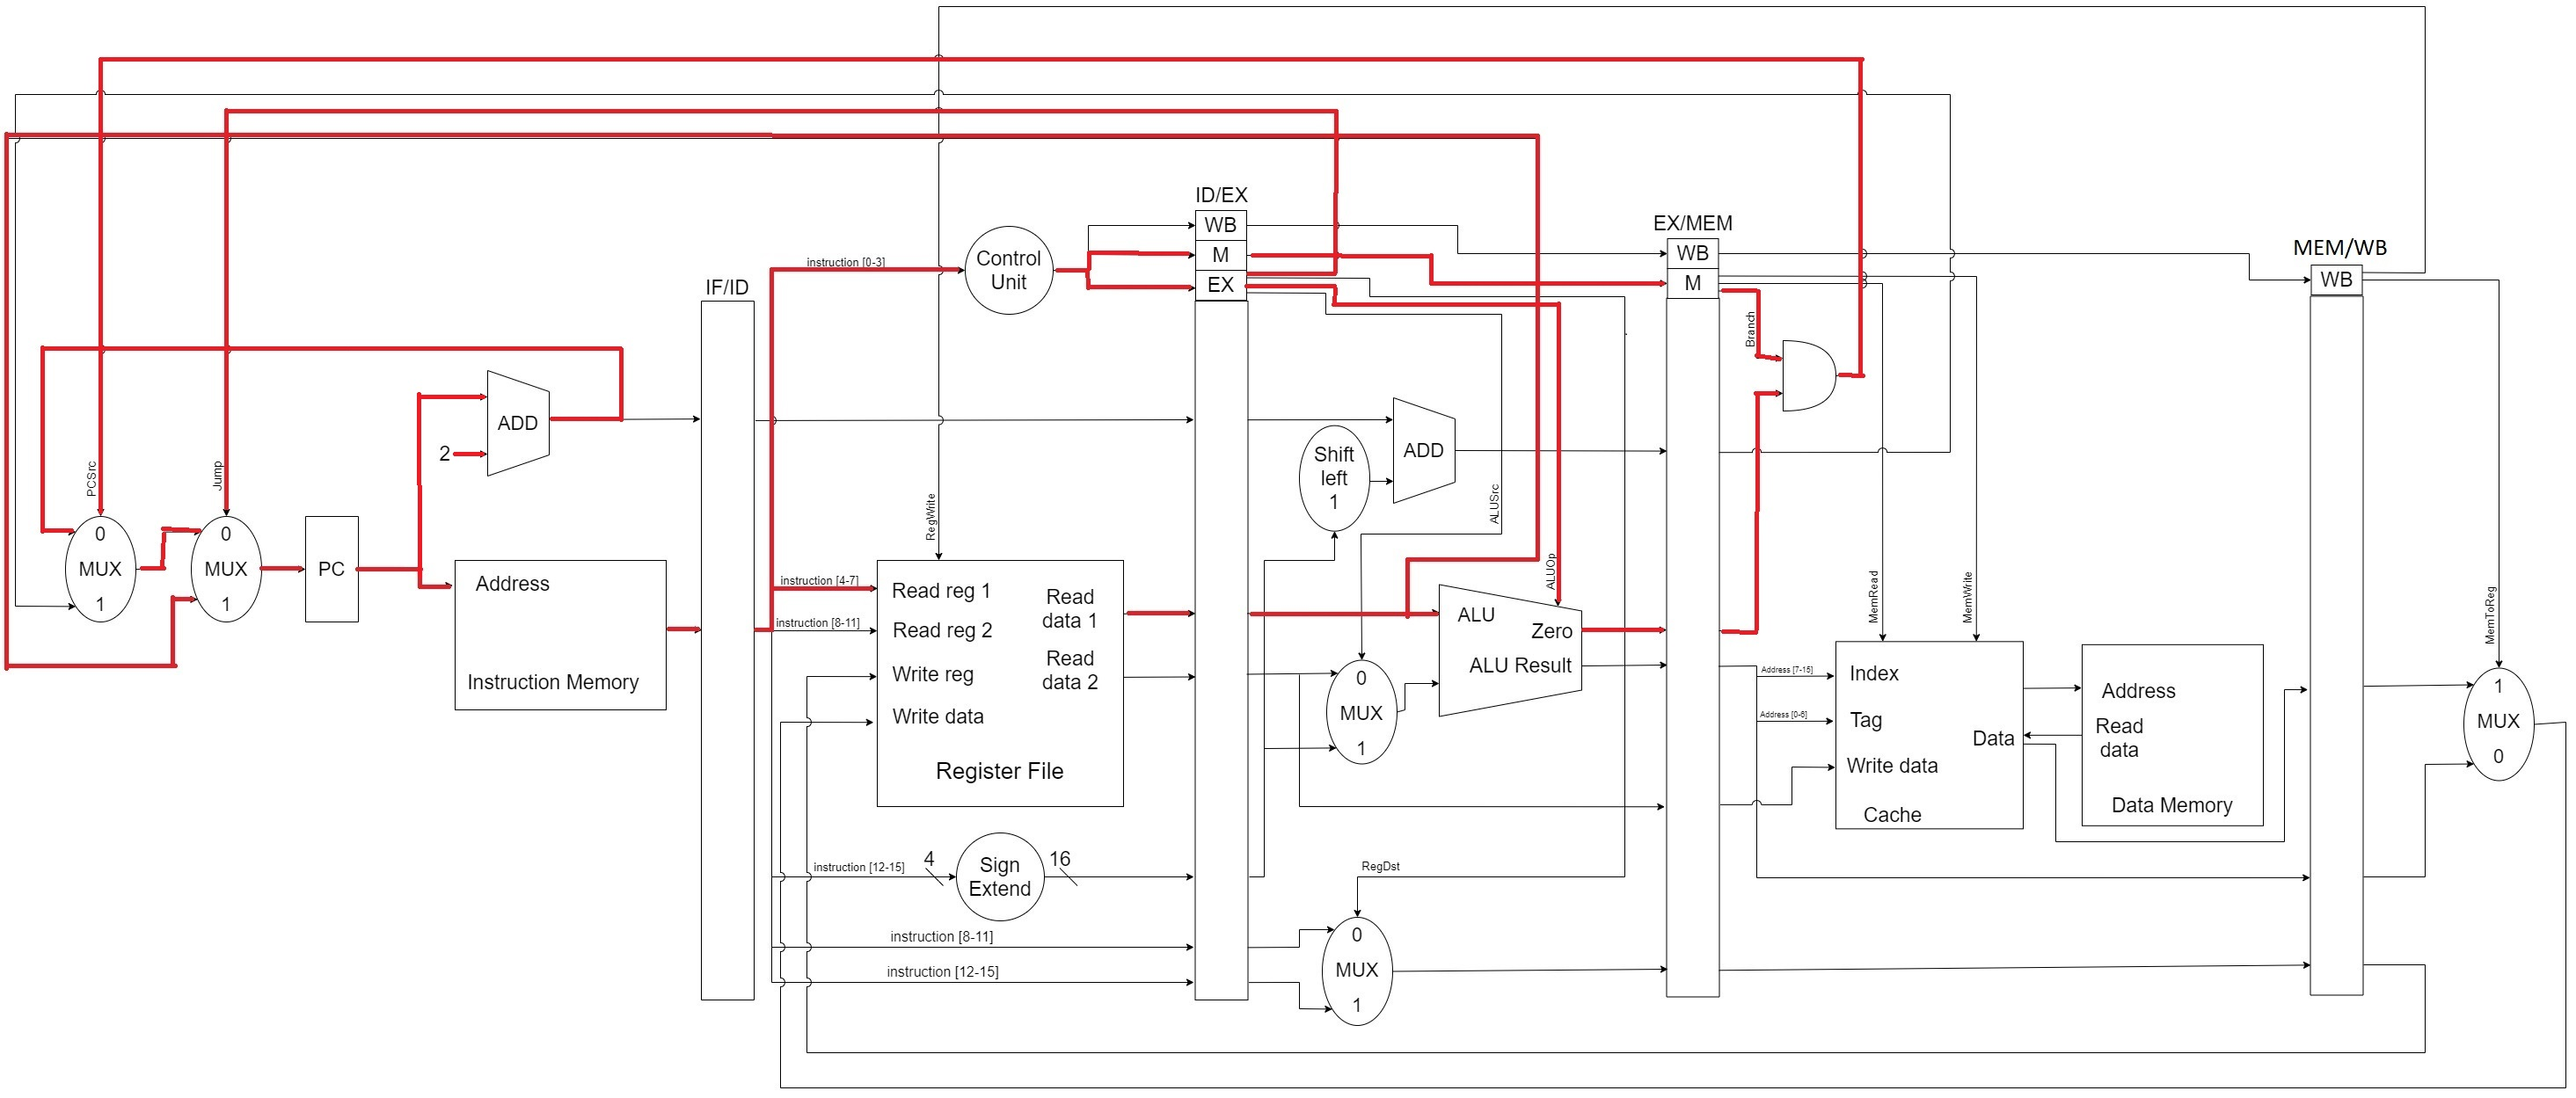 ID/EX
EX/MEM
MEM/WB
IF/ID
WB
M
EX
WB
M
WB
Control
Unit
instruction [0-3]
Branch
ADD
2
PCSrc
Jump
0
MUX
1
0
MUX
1
PC
Address
Instruction Memory
RegWrite
instruction [4-7]
instruction [8-11]
Read reg 1
Read reg 2
Write reg
Write data
Read
data 1
Read
data 2
Register File
Shift
left
1
ADD
ALUSrc
ALUOp
ALU
Zero
ALU Result
0
MUX
1
MemRead
MemWrite
MemToReg
Address [7-15]
Address [0-6]
Index
Tag
Write data
Data
Cache
Address
Read
data
Data Memory
1
MUX
0
instruction [12-15]
4
Sign
Extend
16
RegDst
instruction [8-11]
instruction [12-15]
0
MUX
1